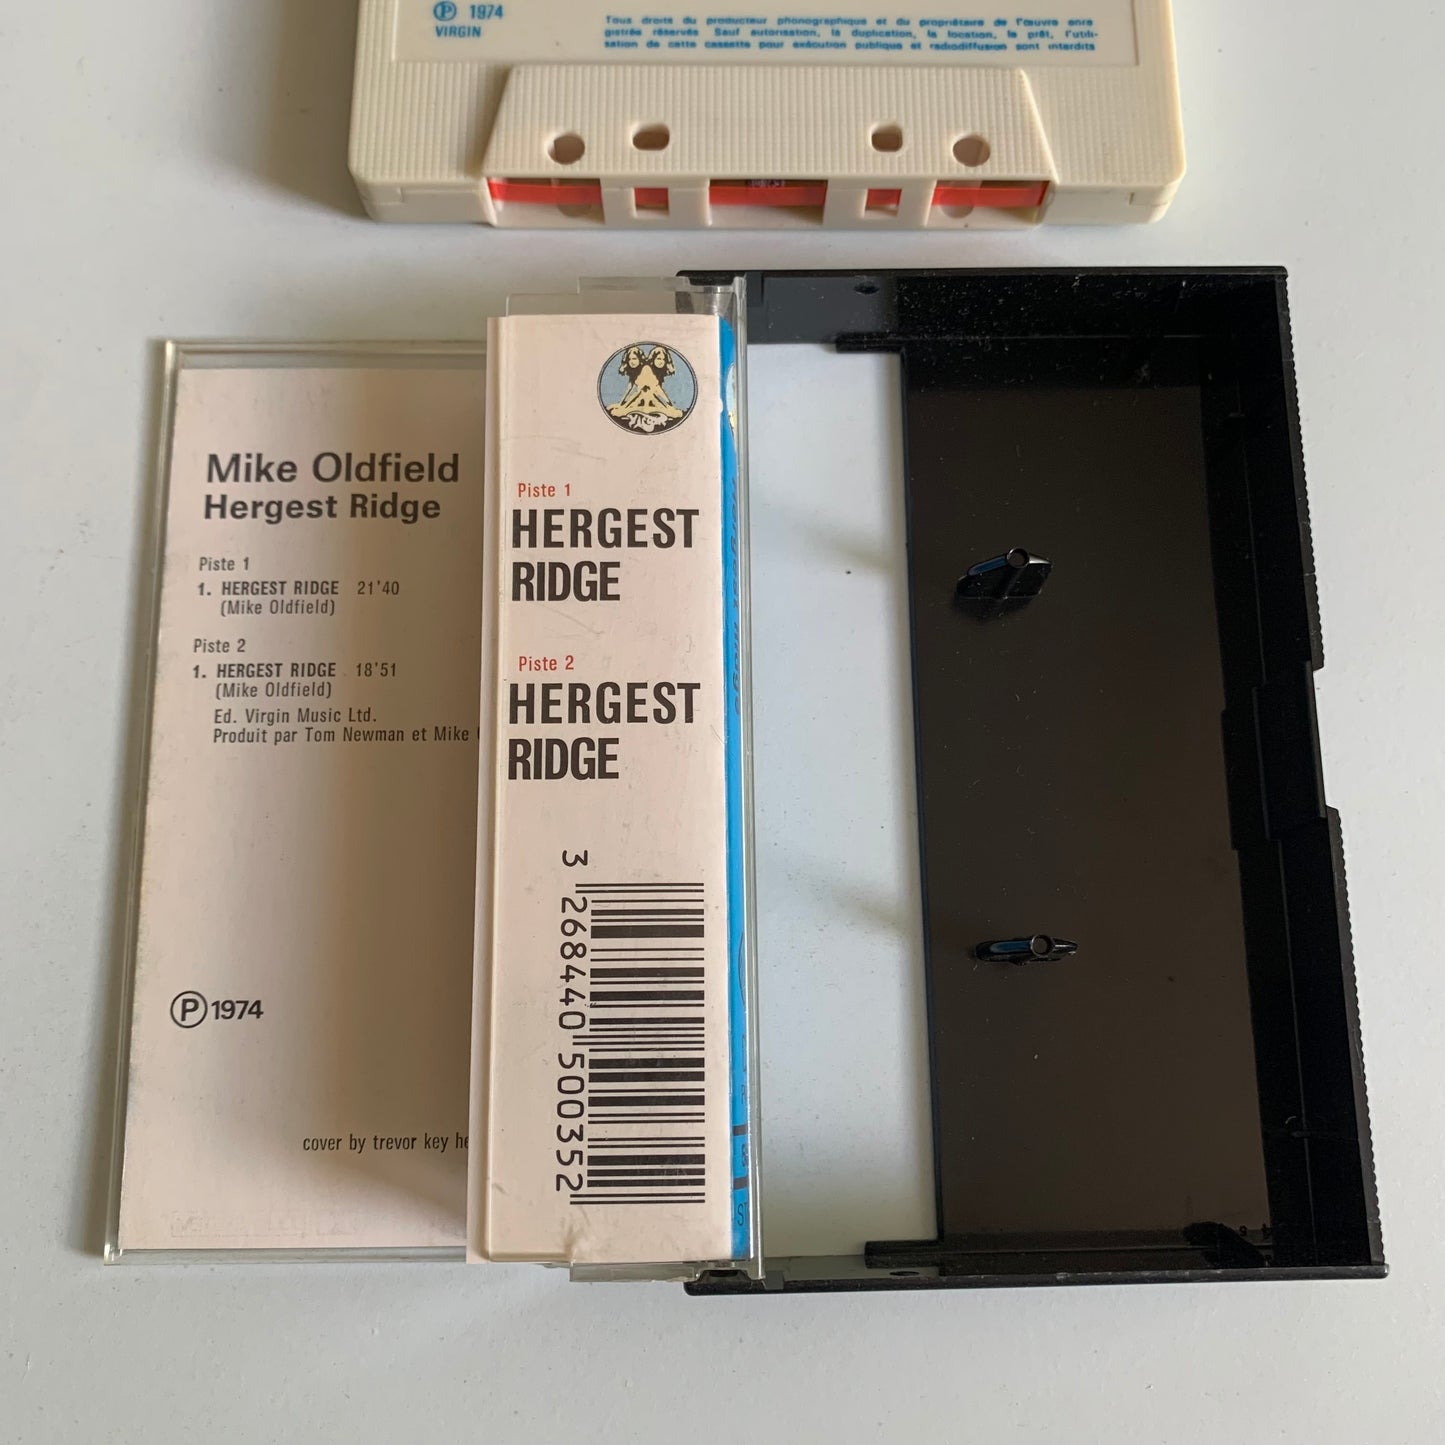 Ⓟ 1974
VIRGIN
Tous droits du producteur phonographique et du propriétaire de l'œuvre enre
gistrée réservés Sauf autorisation, la duplication, la location, le prêt, l'utili-
sation de cette cassette pour exécution publique et radiodiffusion sont interdits
Mike Oldfield
Hergest Ridge
Piste 1
1. HERGEST RIDGE 21'40
(Mike Oldfield)
Piste 2
1. HERGEST RIDGE 18'51
(Mike Oldfield)
Ed. Virgin Music Ltd.
Produit par Tom Newman et Mike
Ⓟ 1974
cover by trevor key
Piste 1
HERGEST
RIDGE
Piste 2
HERGEST
RIDGE
3 268440 500352